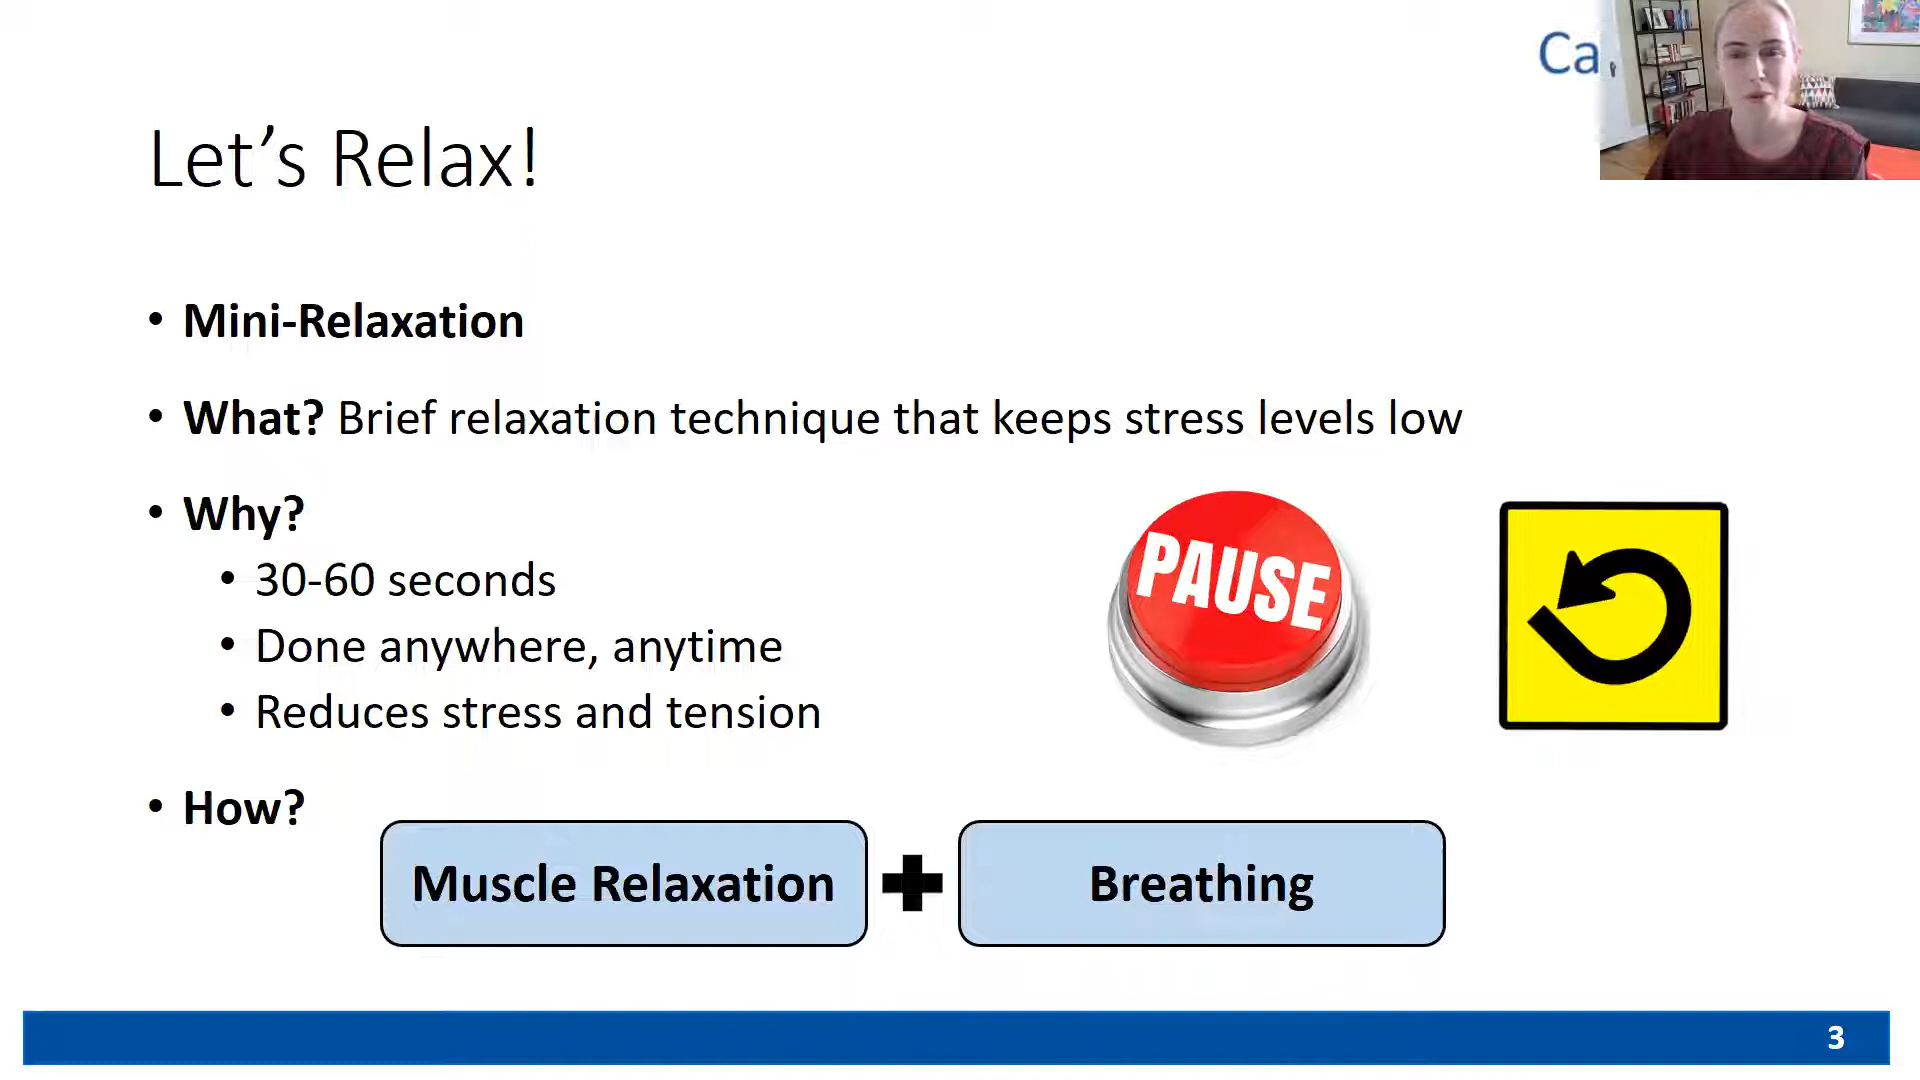 Ca
Let’s Relax!
• Mini-Relaxation
• What? Brief relaxation technique that keeps stress levels low
• Why?
• 30-60 seconds
• Done anywhere, anytime
• Reduces stress and tension
PAUSE
• How?
Muscle Relaxation + Breathing
3